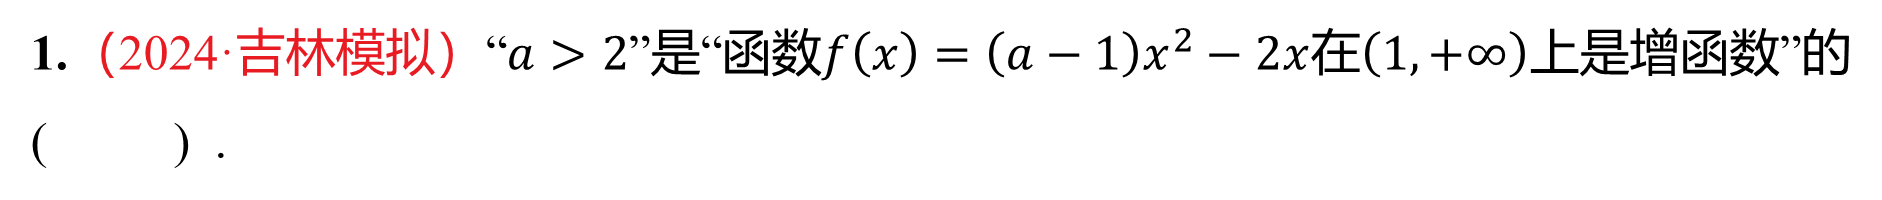 1.（2024·吉林模拟）“a > 2”是“函数f(x) = (a − 1)x² − 2x在(1, +∞)上是增函数”的
(        ) .